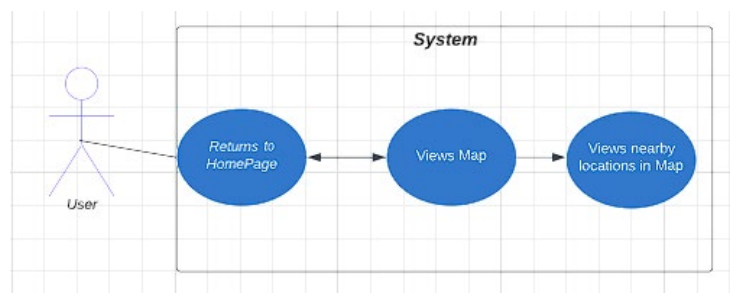 System
Returns to
HomePage
Views Map
Views nearby
locations in Map
User